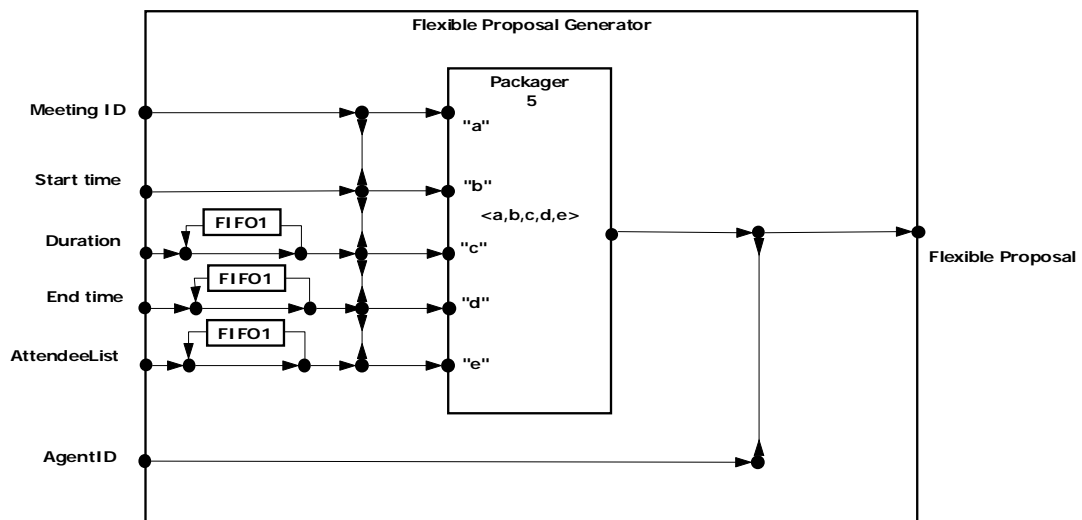 Flexible Proposal Generator
Packager
5
Meeting ID
"a"
Start time
"b"
<a,b,c,d,e>
FIFO1
Duration
"c"
Flexible Proposal
FIFO1
End time
"d"
FIFO1
AttendeeList
"e"
AgentID